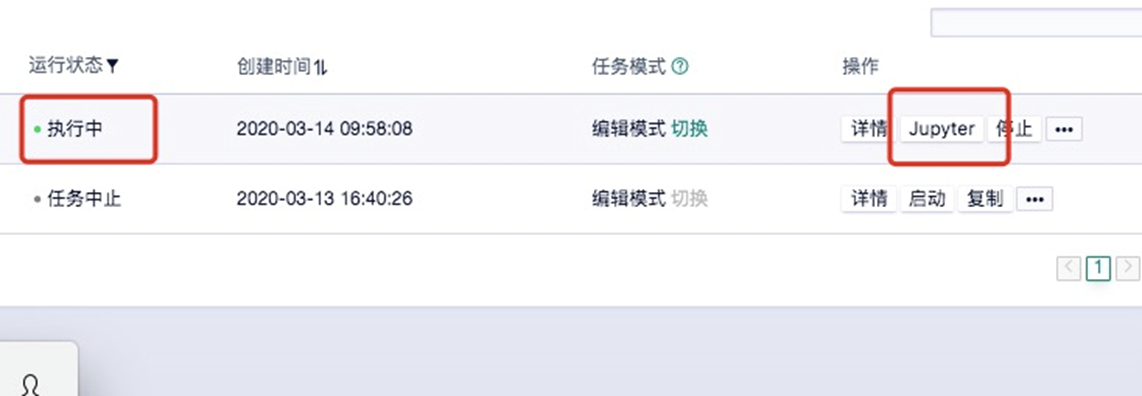 运行状态 创建时间 任务模式 操作
执行中 2020-03-14 09:58:08 编辑模式 切换 详情 Jupyter 停止 •••
任务中止 2020-03-13 16:40:26 编辑模式 切换 详情 启动 复制 •••
< 1 >